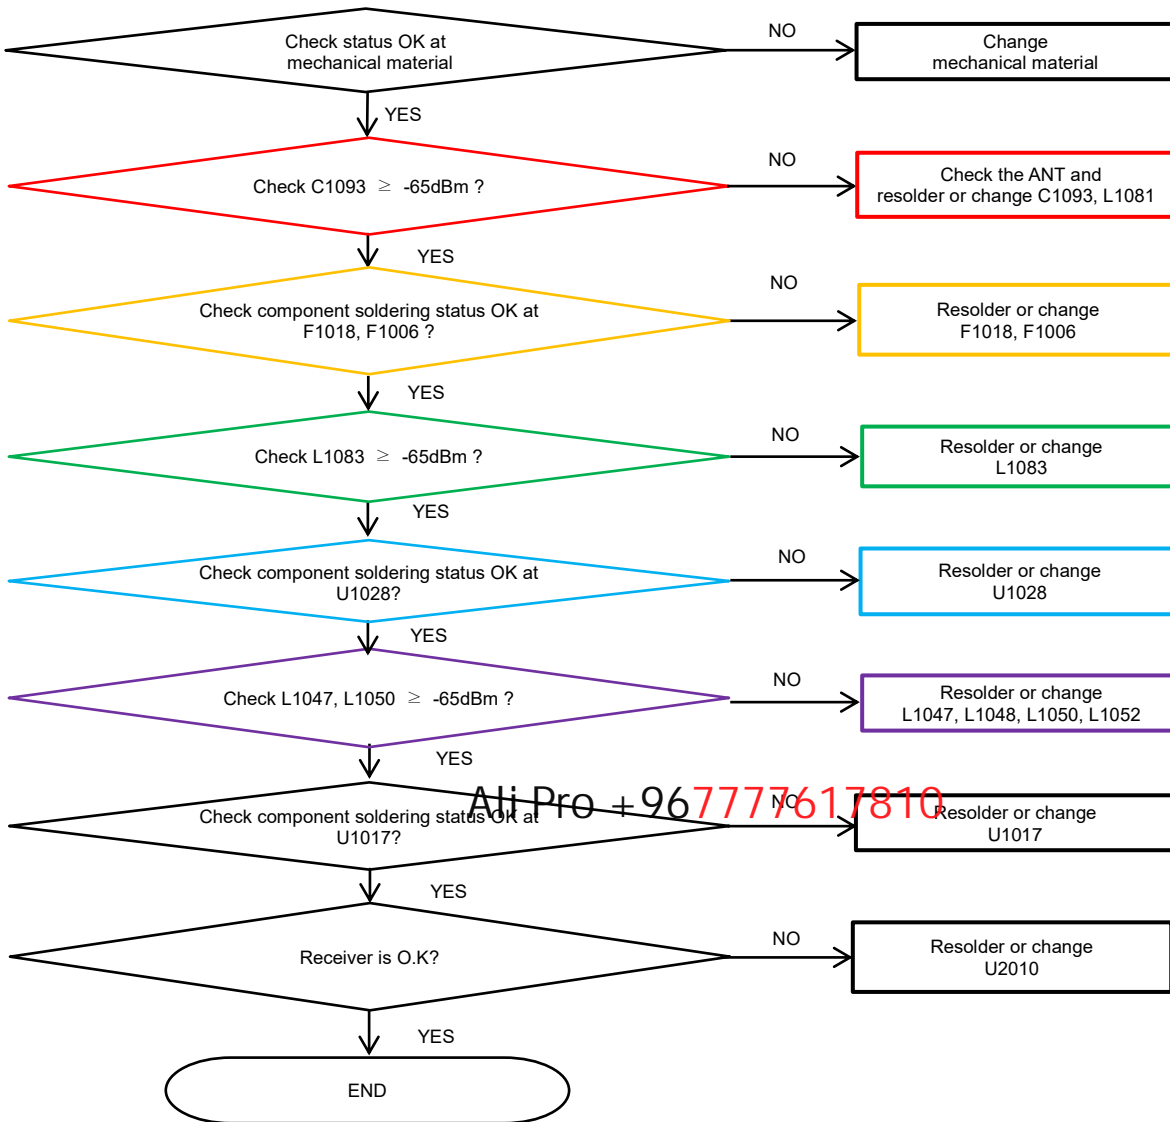 Check status OK at
mechanical material
NO
Change
mechanical material
YES
Check C1093 ≥ -65dBm ?
NO
Check the ANT and
resolder or change C1093, L1081
YES
Check component soldering status OK at
F1018, F1006 ?
NO
Resolder or change
F1018, F1006
YES
Check L1083 ≥ -65dBm ?
NO
Resolder or change
L1083
YES
Check component soldering status OK at
U1028?
NO
Resolder or change
U1028
YES
Check L1047, L1050 ≥ -65dBm ?
NO
Resolder or change
L1047, L1048, L1050, L1052
YES
Ali Pro +967777617810
Check component soldering status OK at
U1017?
NO
Resolder or change
U1017
YES
Receiver is O.K?
NO
Resolder or change
U2010
YES
END